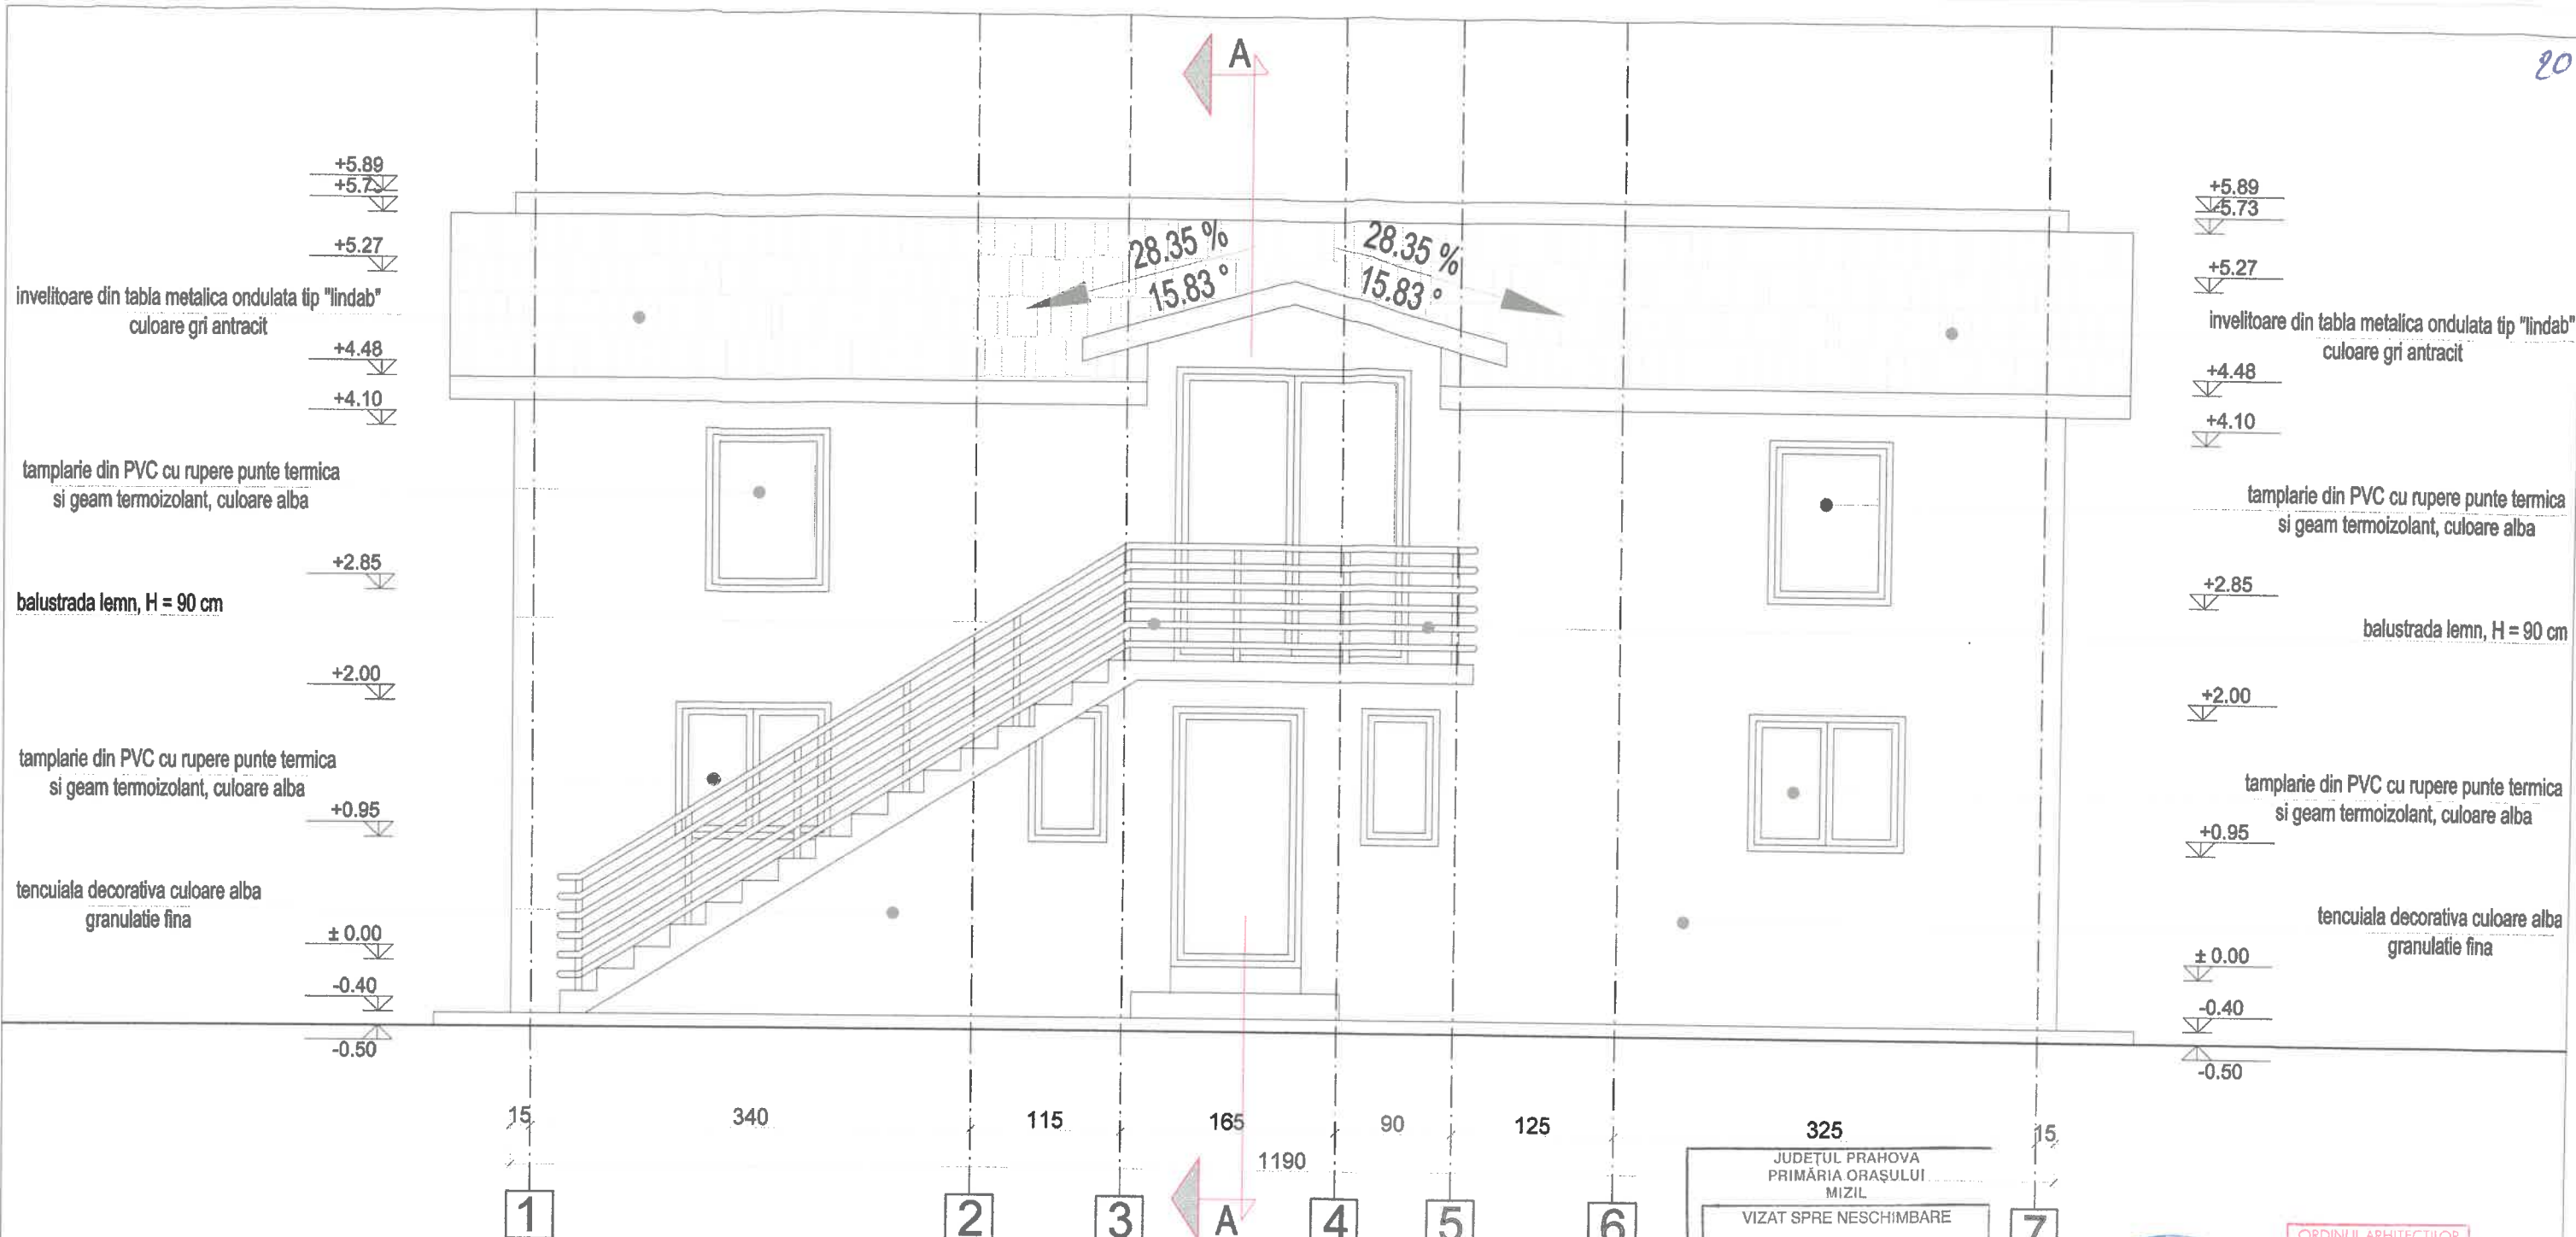 20
A
+5.89
+5.73
+5.27
invelitoare din tabla metalica ondulata tip "lindab"
culoare gri antracit
+4.48
+4.10
tamplarie din PVC cu rupere punte termica
si geam termoizolant, culoare alba
+2.85
balustrada lemn, H = 90 cm
+2.00
tamplarie din PVC cu rupere punte termica
si geam termoizolant, culoare alba
+0.95
tencuiala decorativa culoare alba
granulatie fina
± 0.00
-0.40
-0.50
28.35 %
15.83 °
28.35 %
15.83 °
+5.89
+5.73
+5.27
invelitoare din tabla metalica ondulata tip "lindab"
culoare gri antracit
+4.48
+4.10
tamplarie din PVC cu rupere punte termica
si geam termoizolant, culoare alba
+2.85
balustrada lemn, H = 90 cm
+2.00
tamplarie din PVC cu rupere punte termica
si geam termoizolant, culoare alba
+0.95
tencuiala decorativa culoare alba
granulatie fina
± 0.00
-0.40
-0.50
15 340 115 165 90 125 325 15
1190
1 2 3 A 4 5 6 7
JUDEȚUL PRAHOVA
PRIMĂRIA ORAȘULUI
MIZIL
VIZAT SPRE NESCHIMBARE
ORDINUL ARHITECȚILOR